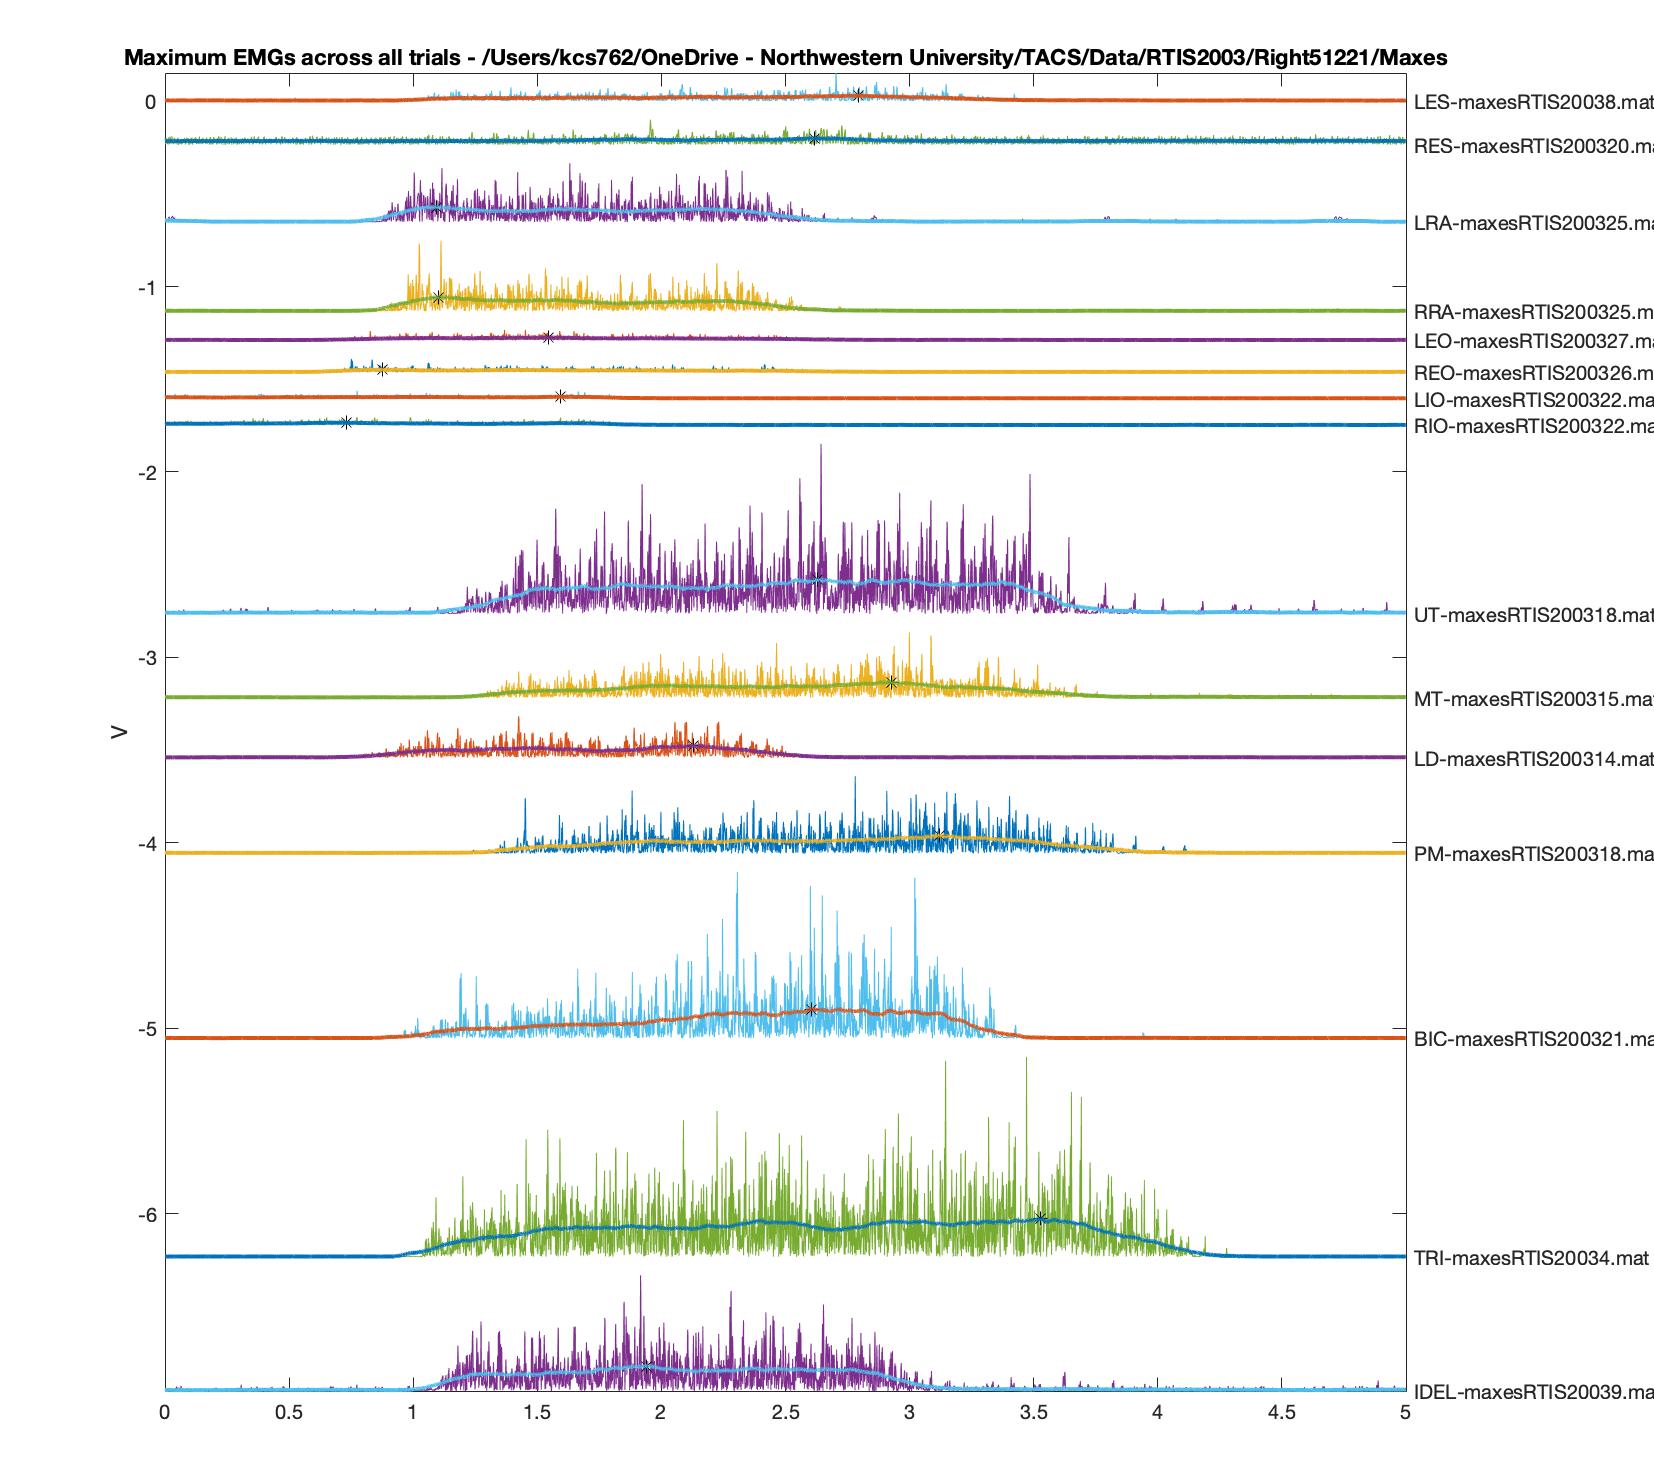 Maximum EMGs across all trials - /Users/kcs762/OneDrive - Northwestern University/TACS/Data/RTIS2003/Right51221/Maxes
0
LES-maxesRTIS20038.mat
RES-maxesRTIS200320.ma
LRA-maxesRTIS200325.ma
-1
RRA-maxesRTIS200325.m
LEO-maxesRTIS200327.ma
REO-maxesRTIS200326.m
LIO-maxesRTIS200322.ma
RIO-maxesRTIS200322.ma
-2
UT-maxesRTIS200318.mat
-3
MT-maxesRTIS200315.mat
V
LD-maxesRTIS200314.mat
-4
PM-maxesRTIS200318.ma
-5
BIC-maxesRTIS200321.ma
-6
TRI-maxesRTIS20034.mat
IDEL-maxesRTIS20039.ma
0 0.5 1 1.5 2 2.5 3 3.5 4 4.5 5